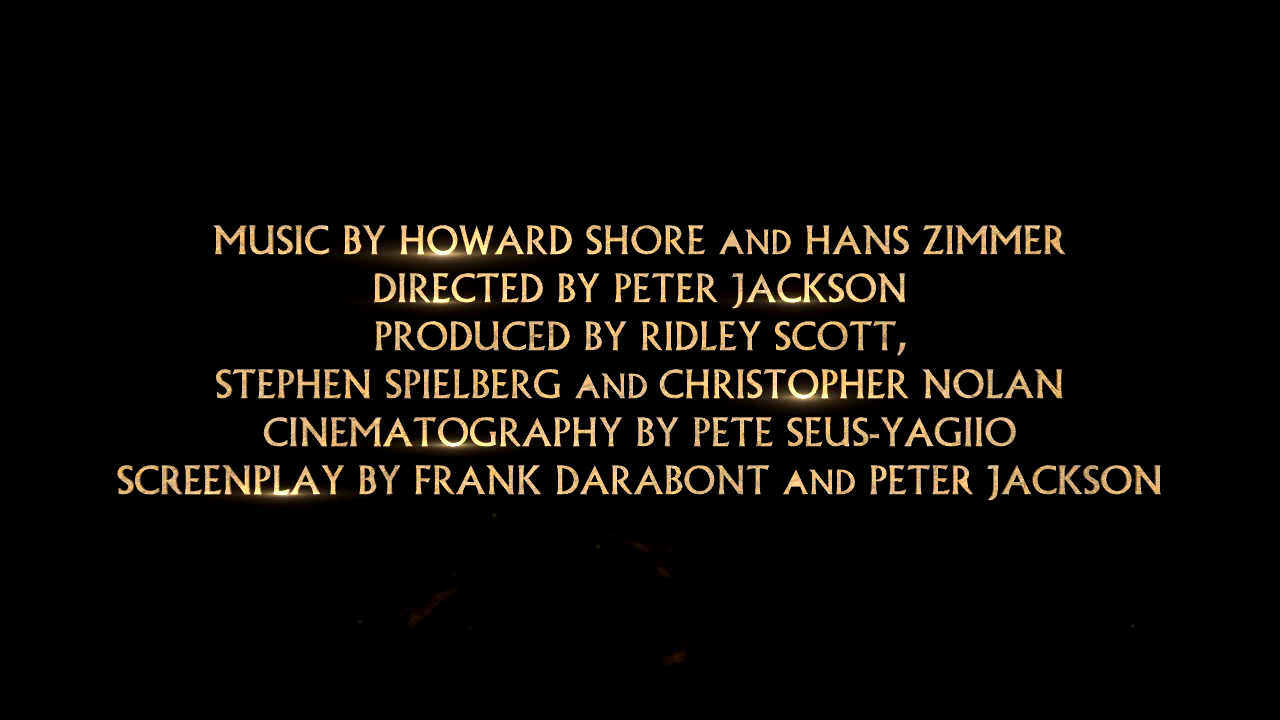 MUSIC BY HOWARD SHORE AND HANS ZIMMER
DIRECTED BY PETER JACKSON
PRODUCED BY RIDLEY SCOTT,
STEPHEN SPIELBERG AND CHRISTOPHER NOLAN
CINEMATOGRAPHY BY PETE SEUS-YAGIIO
SCREENPLAY BY FRANK DARABONT AND PETER JACKSON